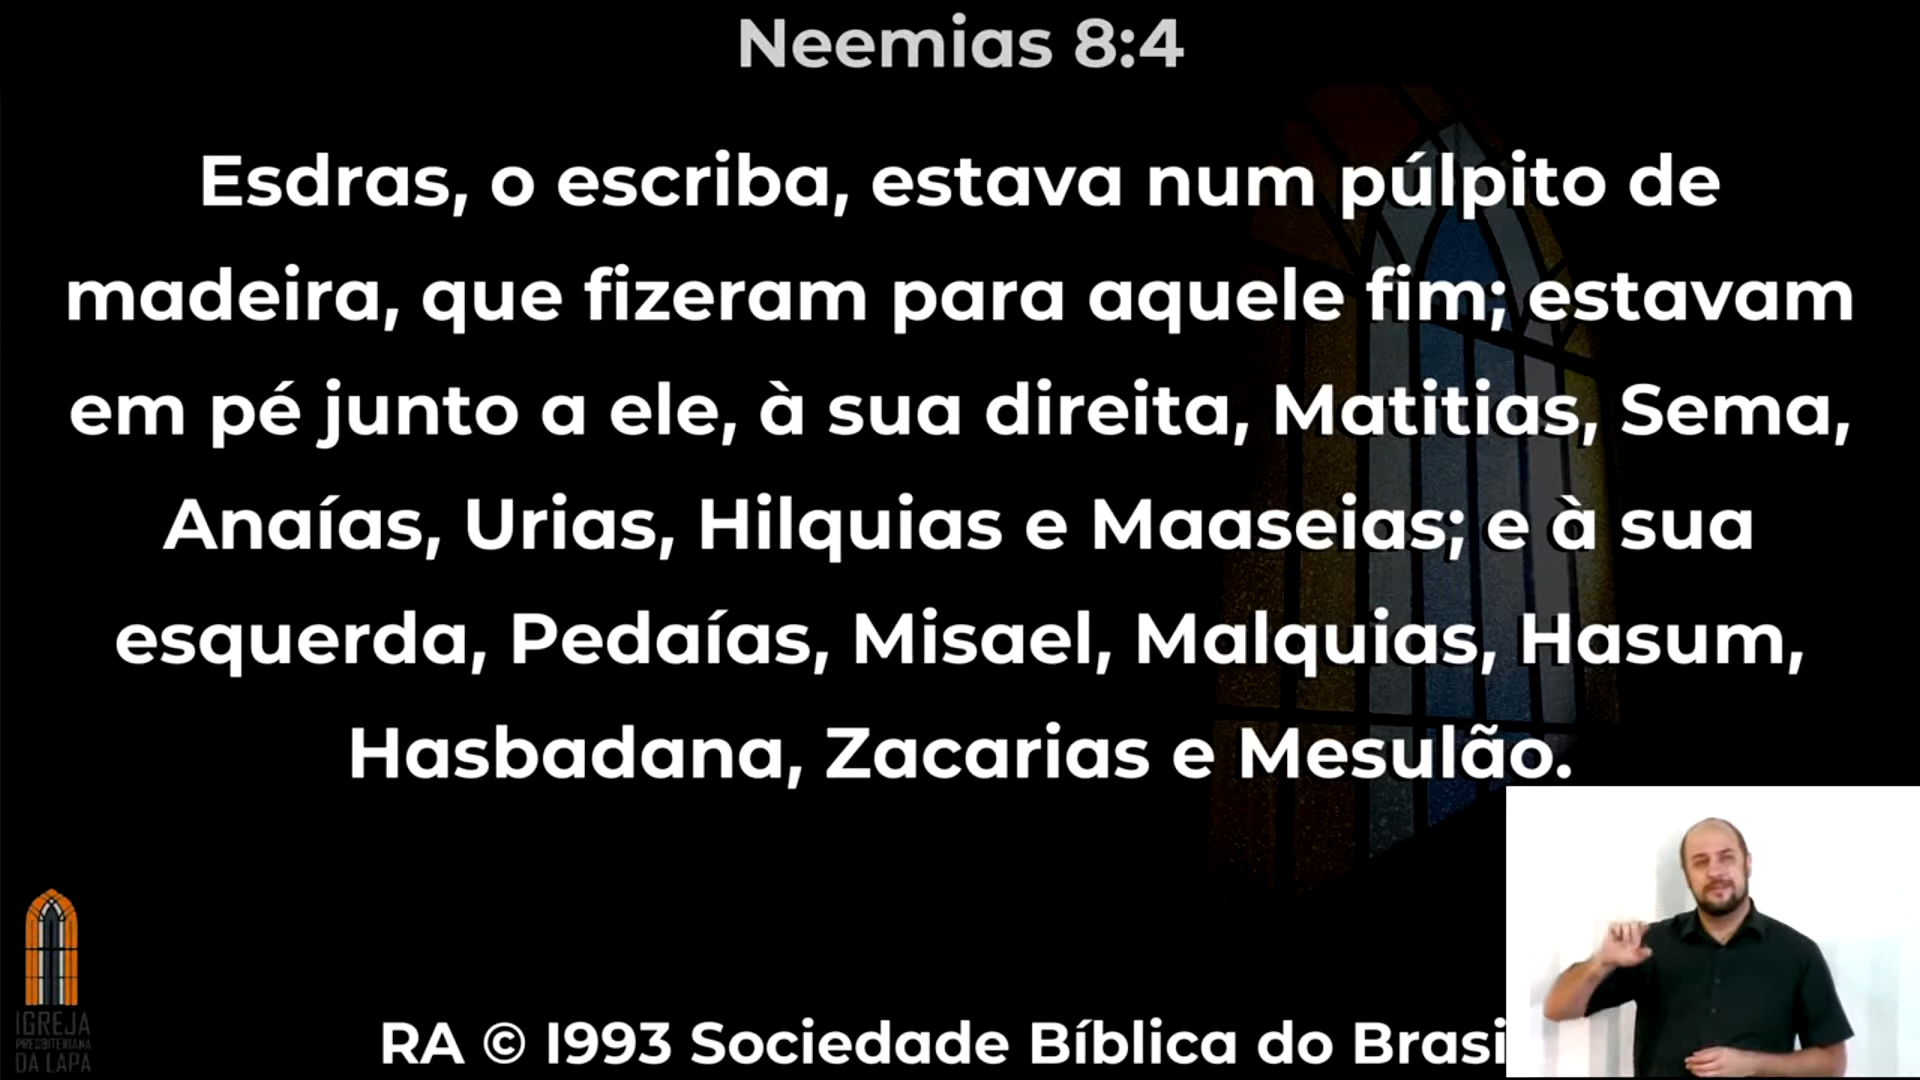 Neemias 8:4
Esdras, o escriba, estava num púlpito de
madeira, que fizeram para aquele fim; estavam
em pé junto a ele, à sua direita, Matitias, Sema,
Anaías, Urias, Hilquias e Maaseias; e à sua
esquerda, Pedaías, Misael, Malquias, Hasum,
Hasbadana, Zacarias e Mesulão.
IGREJA
PRESBITERIANA
DA LAPA
RA © 1993 Sociedade Bíblica do Brasi